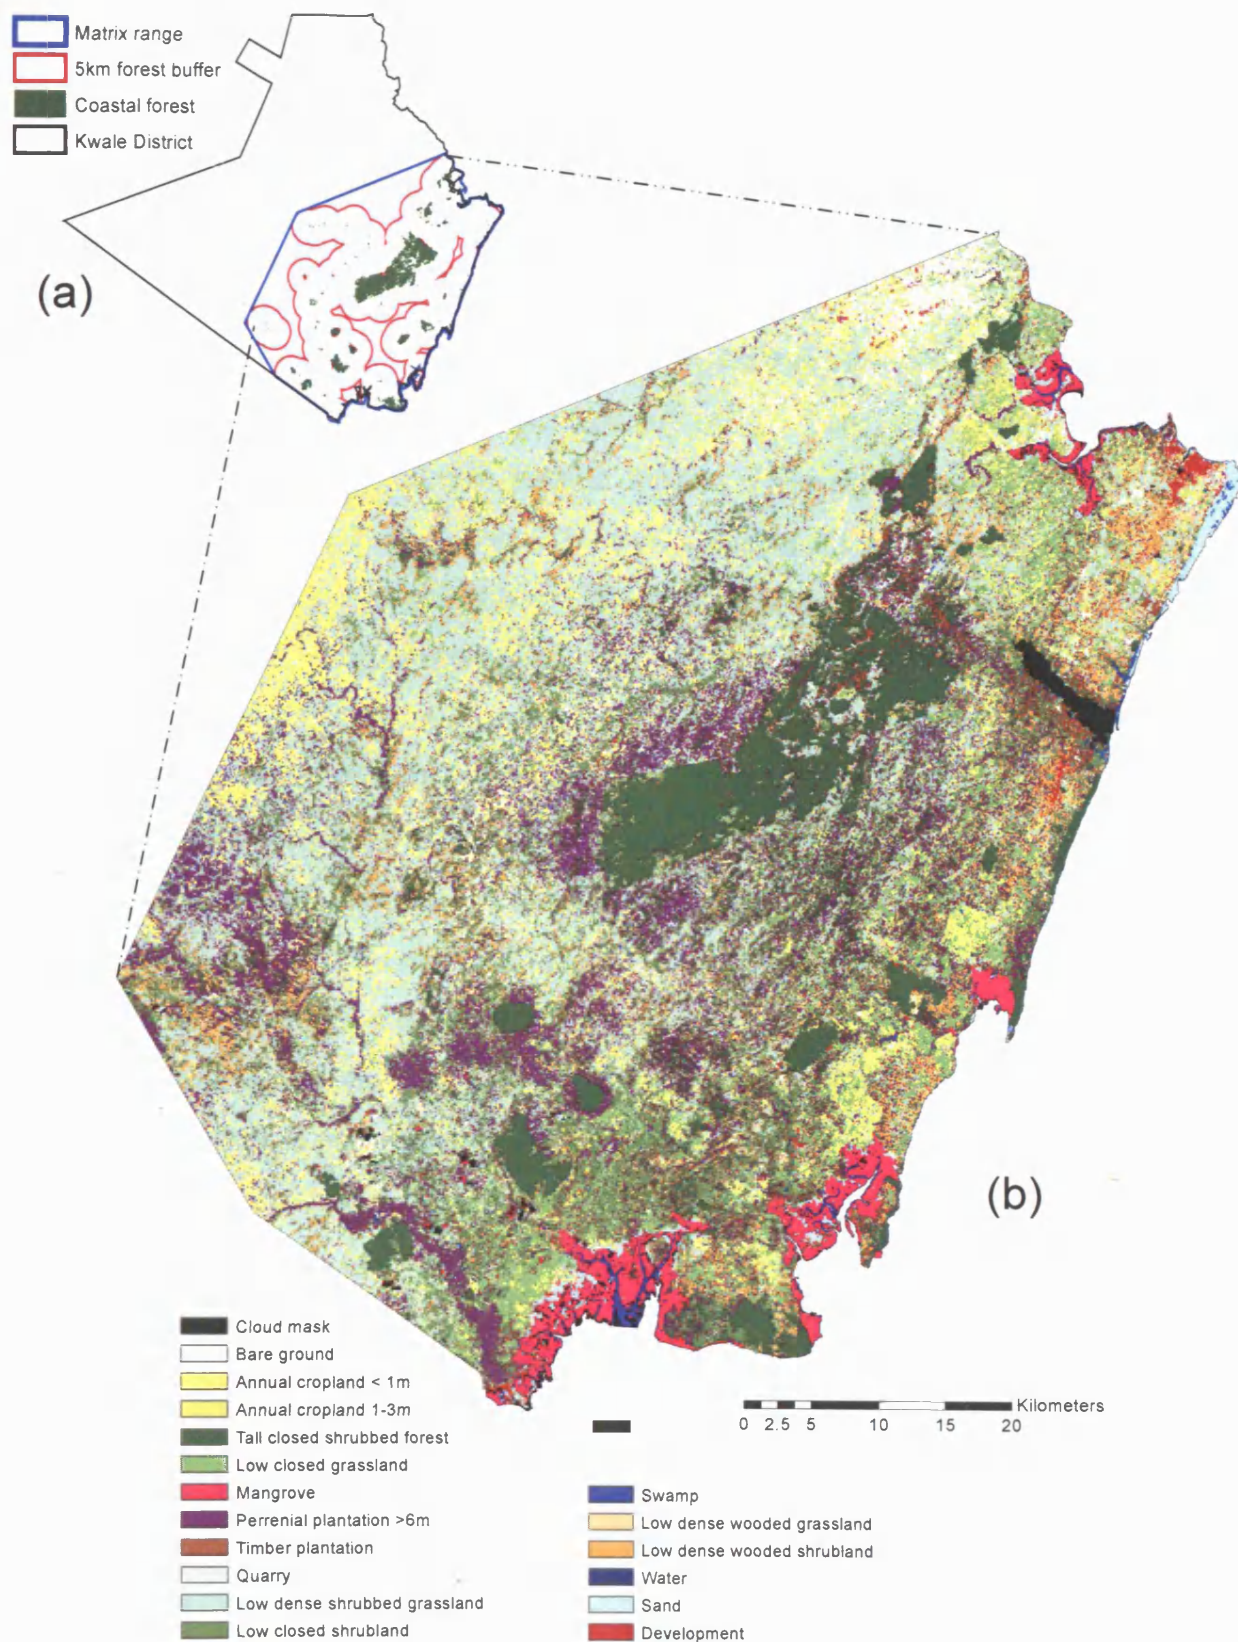 Matrix range
5km forest buffer
Coastal forest
Kwale District
(a)
(b)
Cloud mask
Bare ground
Annual cropland < 1m
Annual cropland 1-3m
Tall closed shrubbed forest
Low closed grassland
Mangrove
Perrenial plantation >6m
Timber plantation
Quarry
Low dense shrubbed grassland
Low closed shrubland
Kilometers
0 2.5 5 10 15 20
Swamp
Low dense wooded grassland
Low dense wooded shrubland
Water
Sand
Development